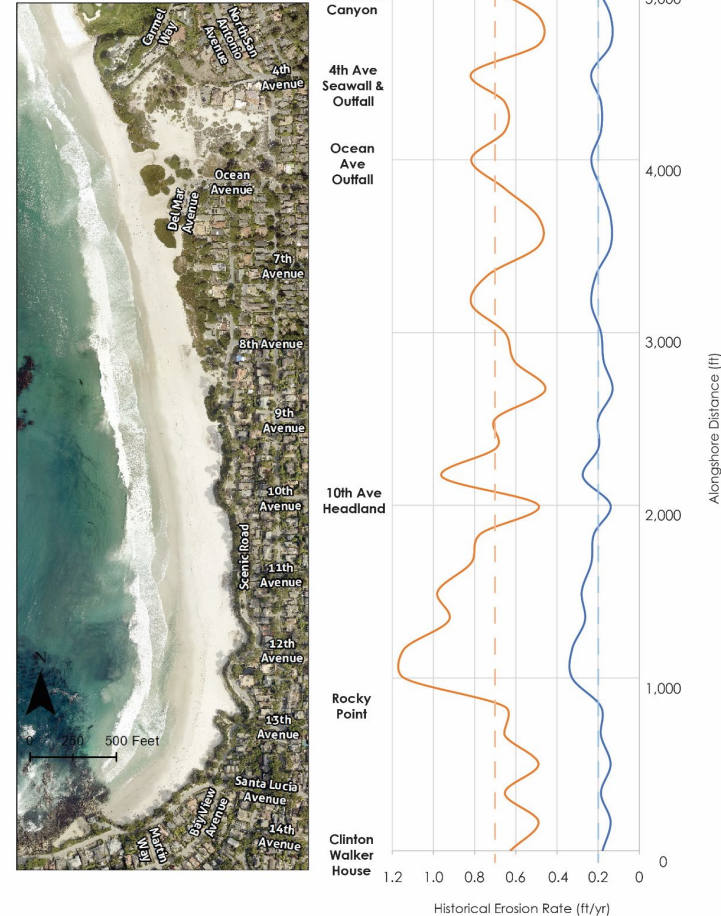 Carmel
Way
North San
Antonio
Avenue
4th
Avenue
Ocean
Avenue
Del Mar
Avenue
7th
Avenue
8th Avenue
9th
Avenue
10th
Avenue
Scenic Road
11th
Avenue
12th
Avenue
N
13th
Avenue
0 250 500 Feet
Santa Lucia
Avenue
Bay View
Avenue
14th
Avenue
Martin
Way
Canyon
4th Ave
Seawall &
Outfall
Ocean
Ave
Outfall
10th Ave
Headland
Rocky
Point
Clinton
Walker
House
5,000
4,000
3,000
2,000
1,000
0
Alongshore Distance (ft)
1.2 1.0 0.8 0.6 0.4 0.2 0
Historical Erosion Rate (ft/yr)